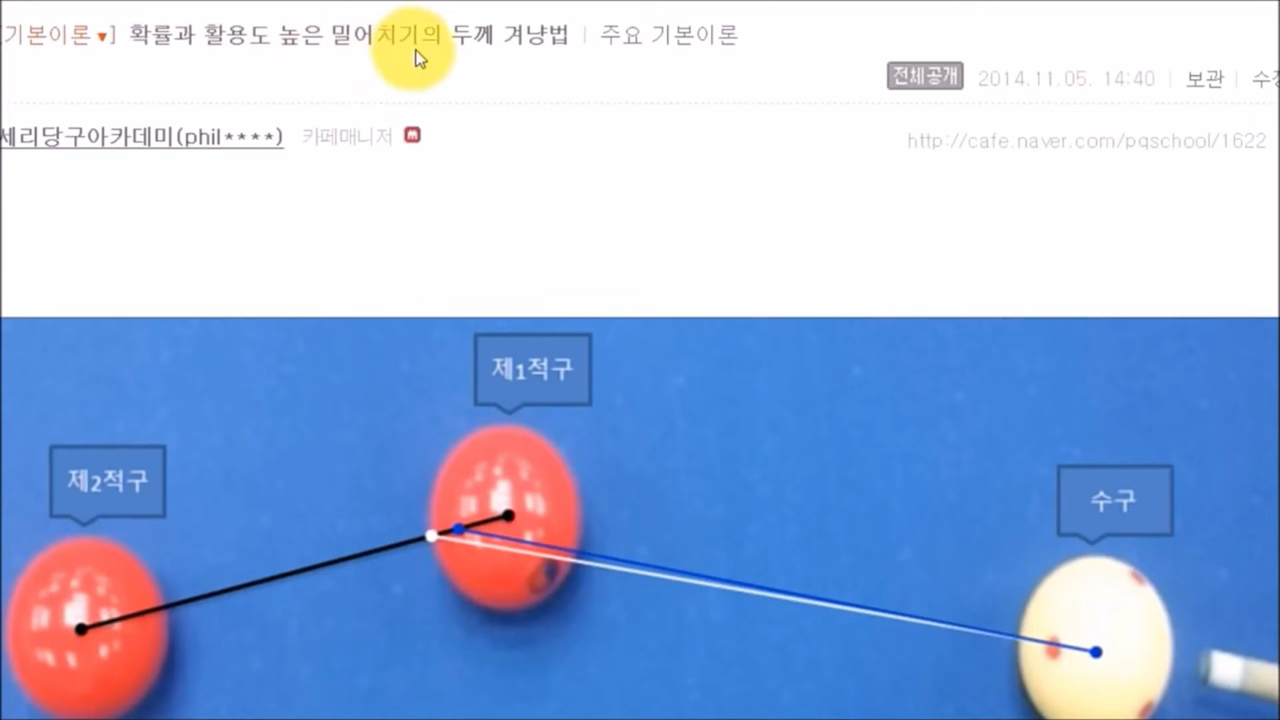 기본이론▼] 확률과 활용도 높은 밀어치기의 두께 겨냥법 | 주요 기본이론
전체공개 2014.11.05. 14:40 | 보관 |
세리당구아카데미(phil****) 카페매니저
http://cafe.naver.com/pqschool/1622
제1적구
제2적구
수구